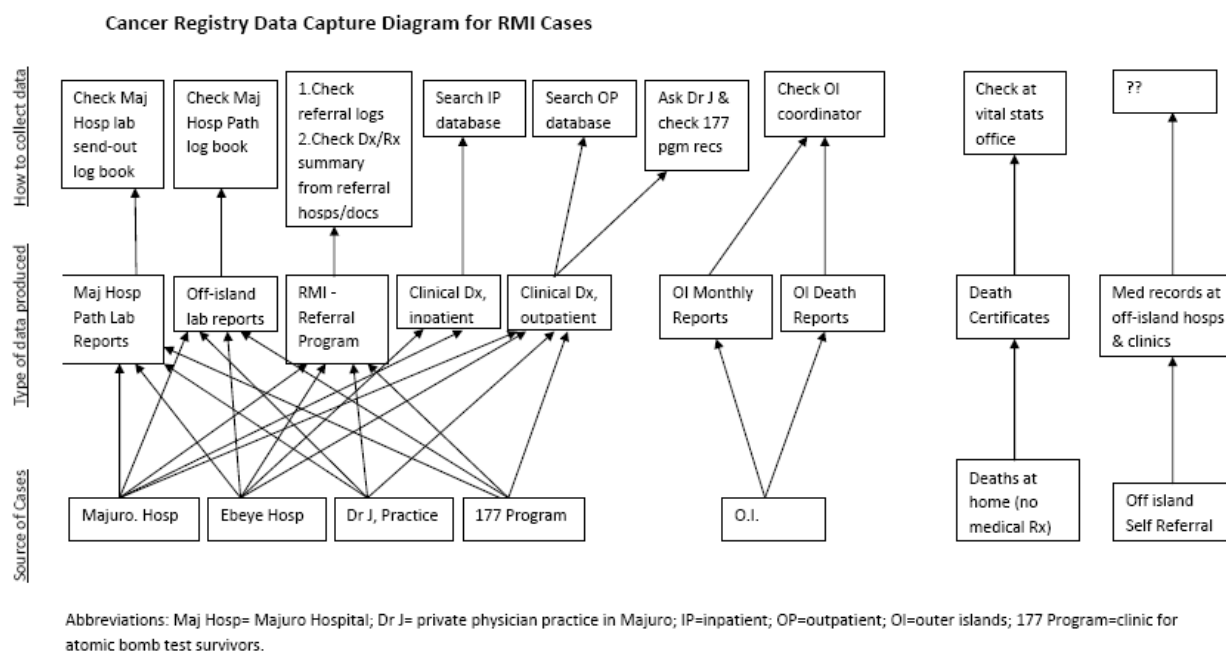 Cancer Registry Data Capture Diagram for RMI Cases
How to collect data
Check Maj
Hosp lab
send-out
log book
Check Maj
Hosp Path
log book
1.Check
referral logs
2.Check Dx/Rx
summary
from referral
hosps/docs
Search IP
database
Search OP
database
Ask Dr J &
check 177
pgm recs
Check OI
coordinator
Check at
vital stats
office
??
Type of data produced
Maj Hosp
Path Lab
Reports
Off-island
lab reports
RMI -
Referral
Program
Clinical Dx,
inpatient
Clinical Dx,
outpatient
OI Monthly
Reports
OI Death
Reports
Death
Certificates
Med records at
off-island hosps
& clinics
Source of Cases
Majuro. Hosp
Ebeye Hosp
Dr J, Practice
177 Program
O.I.
Deaths at
home (no
medical Rx)
Off island
Self Referral
Abbreviations: Maj Hosp= Majuro Hospital; Dr J= private physician practice in Majuro; IP=inpatient; OP=outpatient; OI=outer islands; 177 Program=clinic for
atomic bomb test survivors.